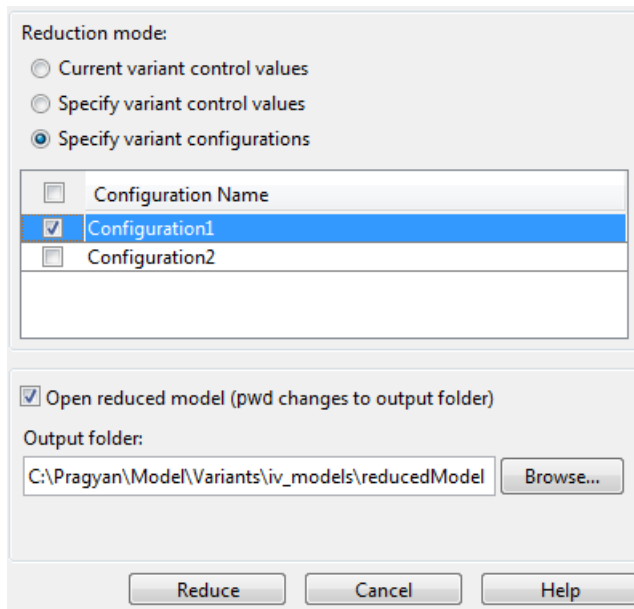 Reduction mode:
Current variant control values
Specify variant control values
Specify variant configurations
Configuration Name
Configuration1
Configuration2
Open reduced model (pwd changes to output folder)
Output folder:
C:\Pragyan\Model\Variants\iv_models\reducedModel
Browse...
Reduce
Cancel
Help